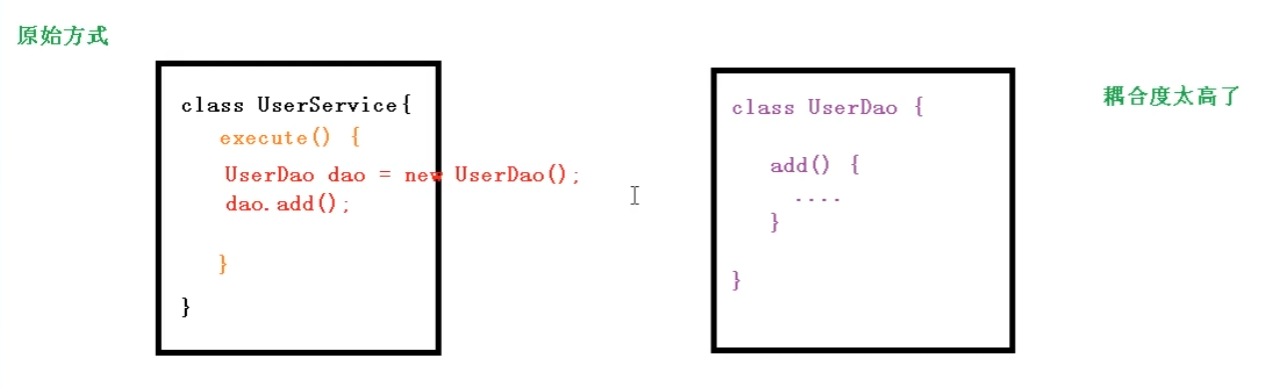 原始方式
class UserService{
execute() {
UserDao dao = new UserDao();
dao.add();
}
}
class UserDao {
add() {
....
}
}
耦合度太高了